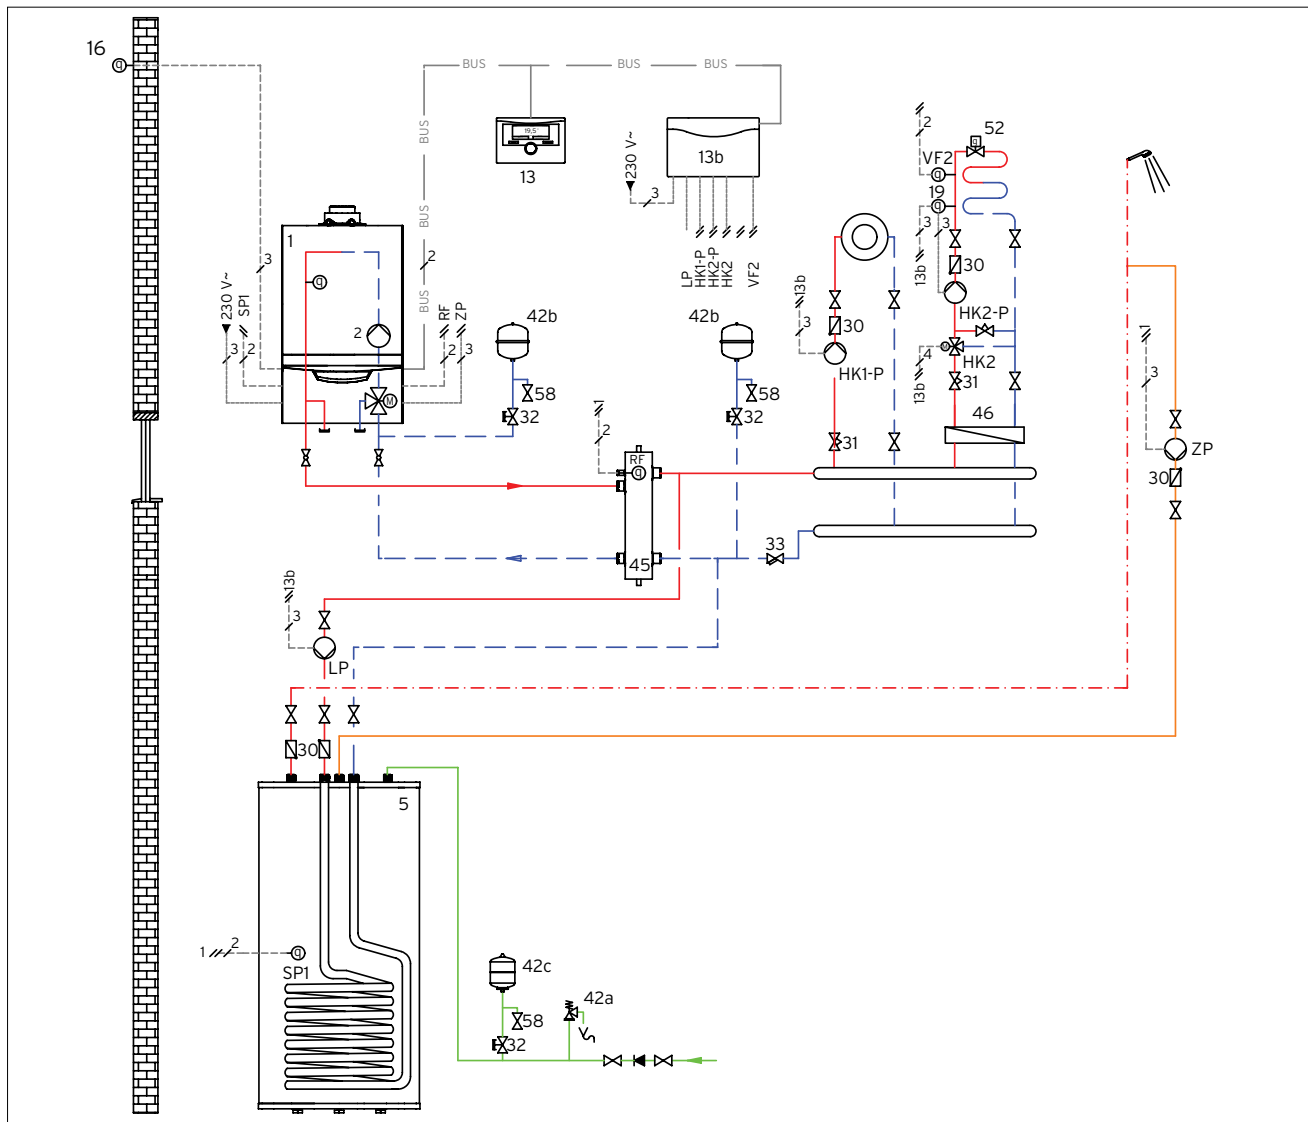 16
BUS
BUS
BUS
BUS
BUS
BUS
2
3
19,5°
13
13b
230 V~
3
LP
HK1-P
HK2-P
HK2
VF2
2
52
VF2
19
3
3
13b
30
HK2-P
M
HK2
4
13b
31
46
13b
3
30
HK1-P
31
1
2
M
230 V~
3
SP1
2
RF
2
ZP
3
42b
58
32
42b
58
32
1
2
RF
45
33
1
3
ZP
30
13b
3
LP
30
5
1
2
SP1
42c
58
32
42a